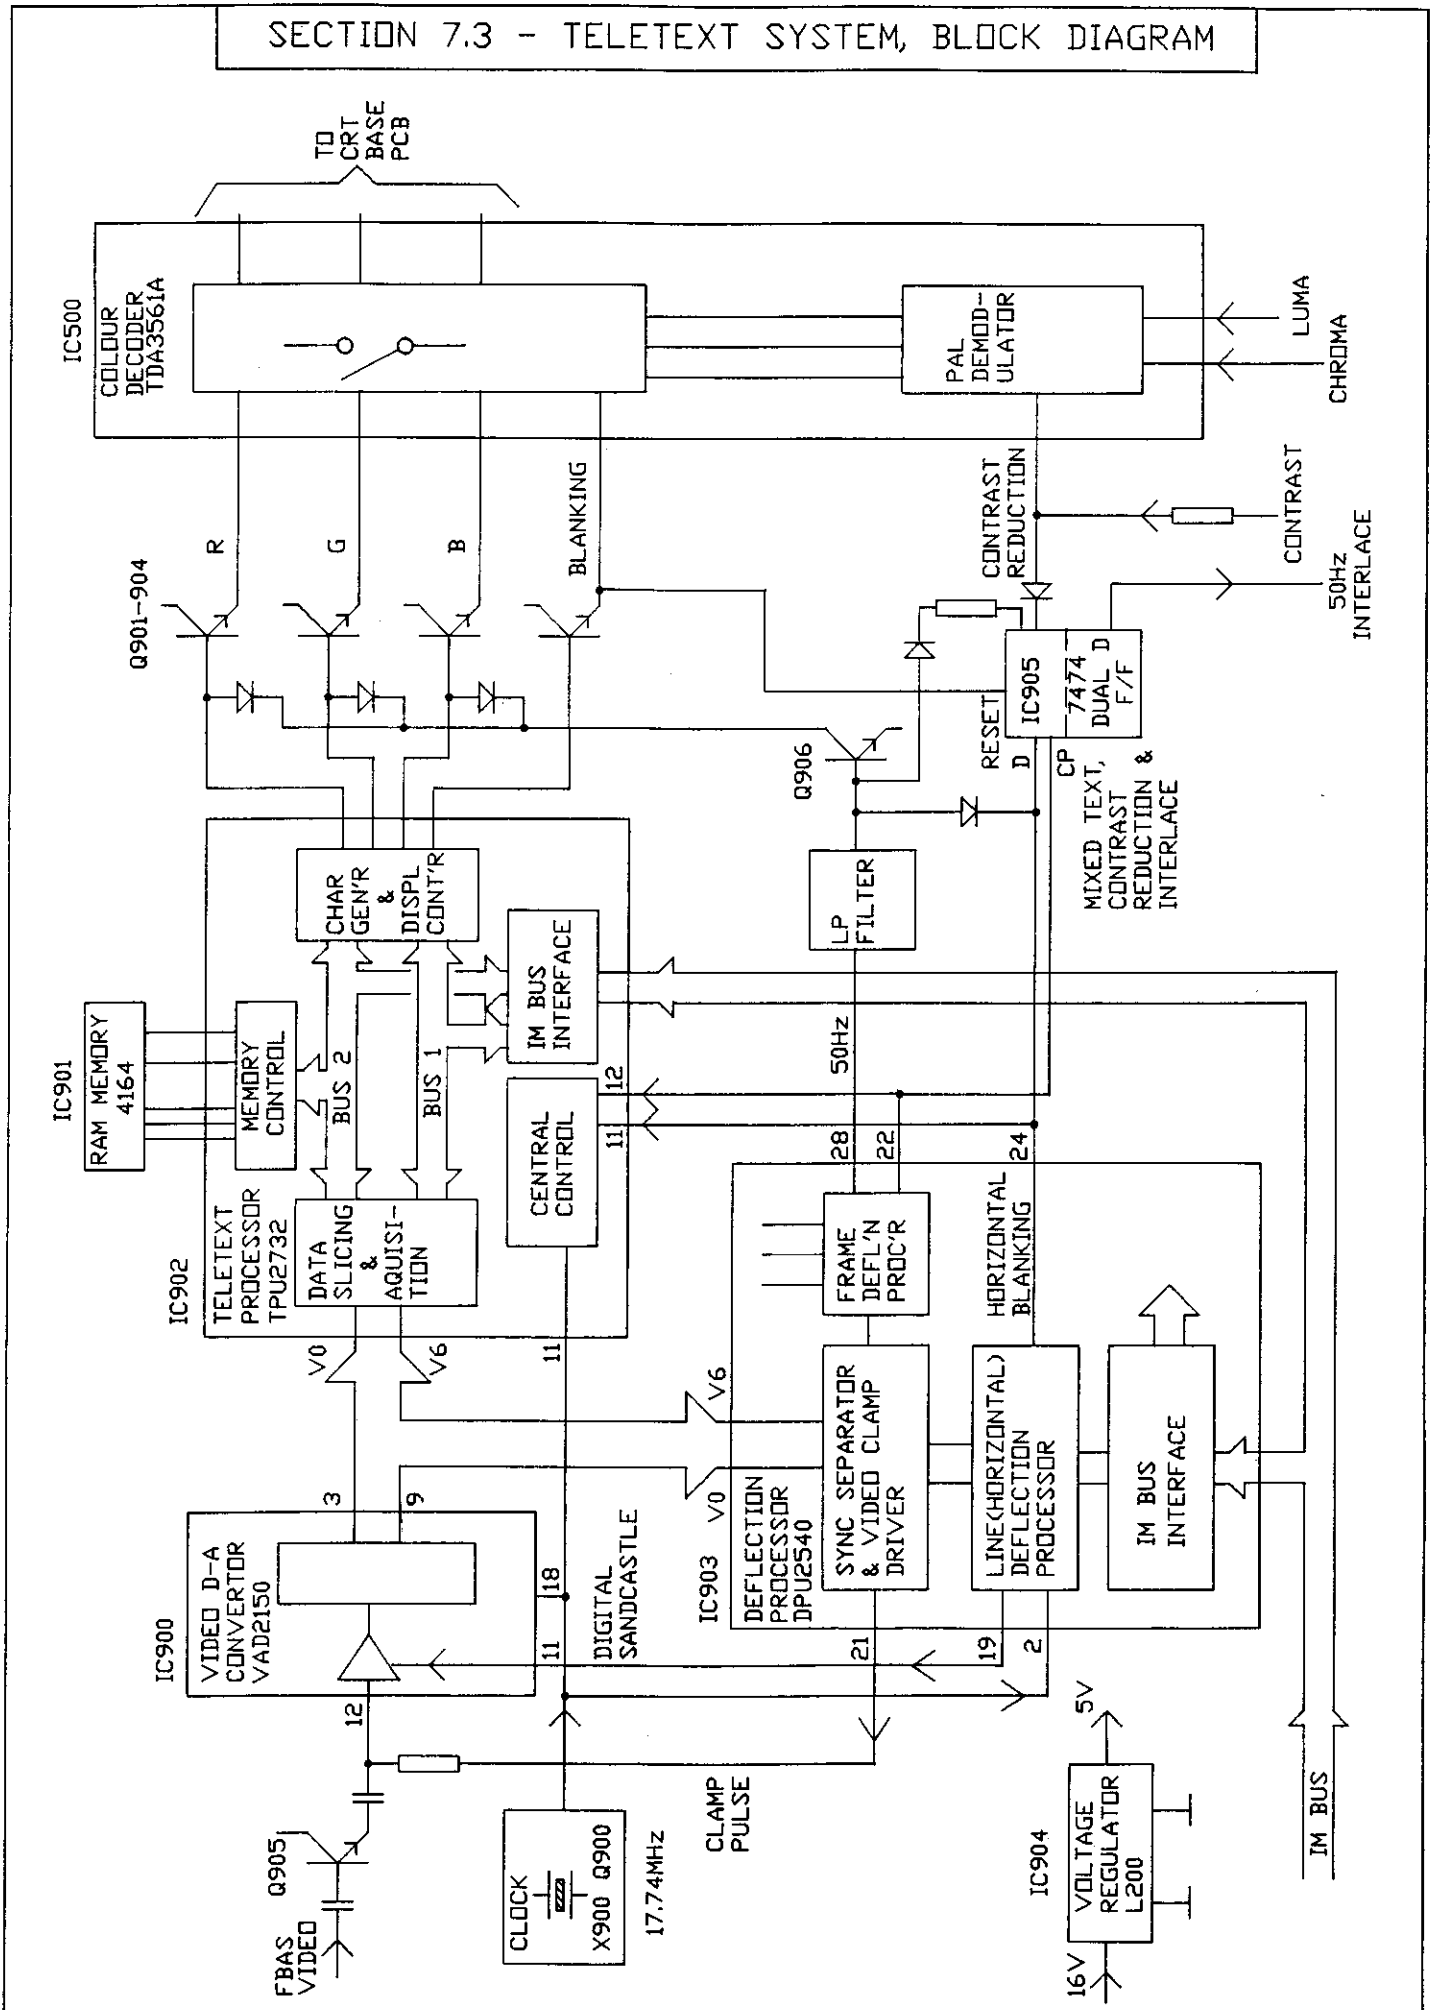 SECTION 7.3 - TELETEXT SYSTEM, BLOCK DIAGRAM
FBAS
VIDEO
Q905
12
IC900
VIDEO D-A
CONVERTOR
VAD2150
3
9
11
18
V0
V6
IC902
TELETEXT
PROCESSOR
TPU2732
DATA
SLICING
&
AQUISI-
TION
IC901
RAM MEMORY
4164
MEMORY
CONTROL
BUS 2
BUS 1
CHAR
GEN'R
&
DISPL
CONT'R
IM BUS
INTERFACE
CENTRAL
CONTROL
11
11
12
Q901-904
R
G
B
BLANKING
IC500
COLOUR
DECODER
TDA3561A
TO
CRT
BASE
PCB
PAL
DEMOD-
ULATOR
LUMA
CHROMA
CLOCK
X900 Q900
17.74MHz
DIGITAL
SANDCASTLE
CLAMP
PULSE
V0
V6
IC903
DEFLECTION
PROCESSOR
DPU2540
21
19
2
SYNC SEPARATOR
& VIDEO CLAMP
DRIVER
FRAME
DEFL'N
PROC'R
LINE(HORIZONTAL)
DEFLECTION
PROCESSOR
HORIZONTAL
BLANKING
IM BUS
INTERFACE
28
22
24
50Hz
LP
FILTER
Q906
RESET
D
CP
IC905
7474
DUAL D
F/F
MIXED TEXT,
CONTRAST
REDUCTION &
INTERLACE
CONTRAST
REDUCTION
CONTRAST
50Hz
INTERLACE
IC904
16V
VOLTAGE
REGULATOR
L200
5V
IM BUS